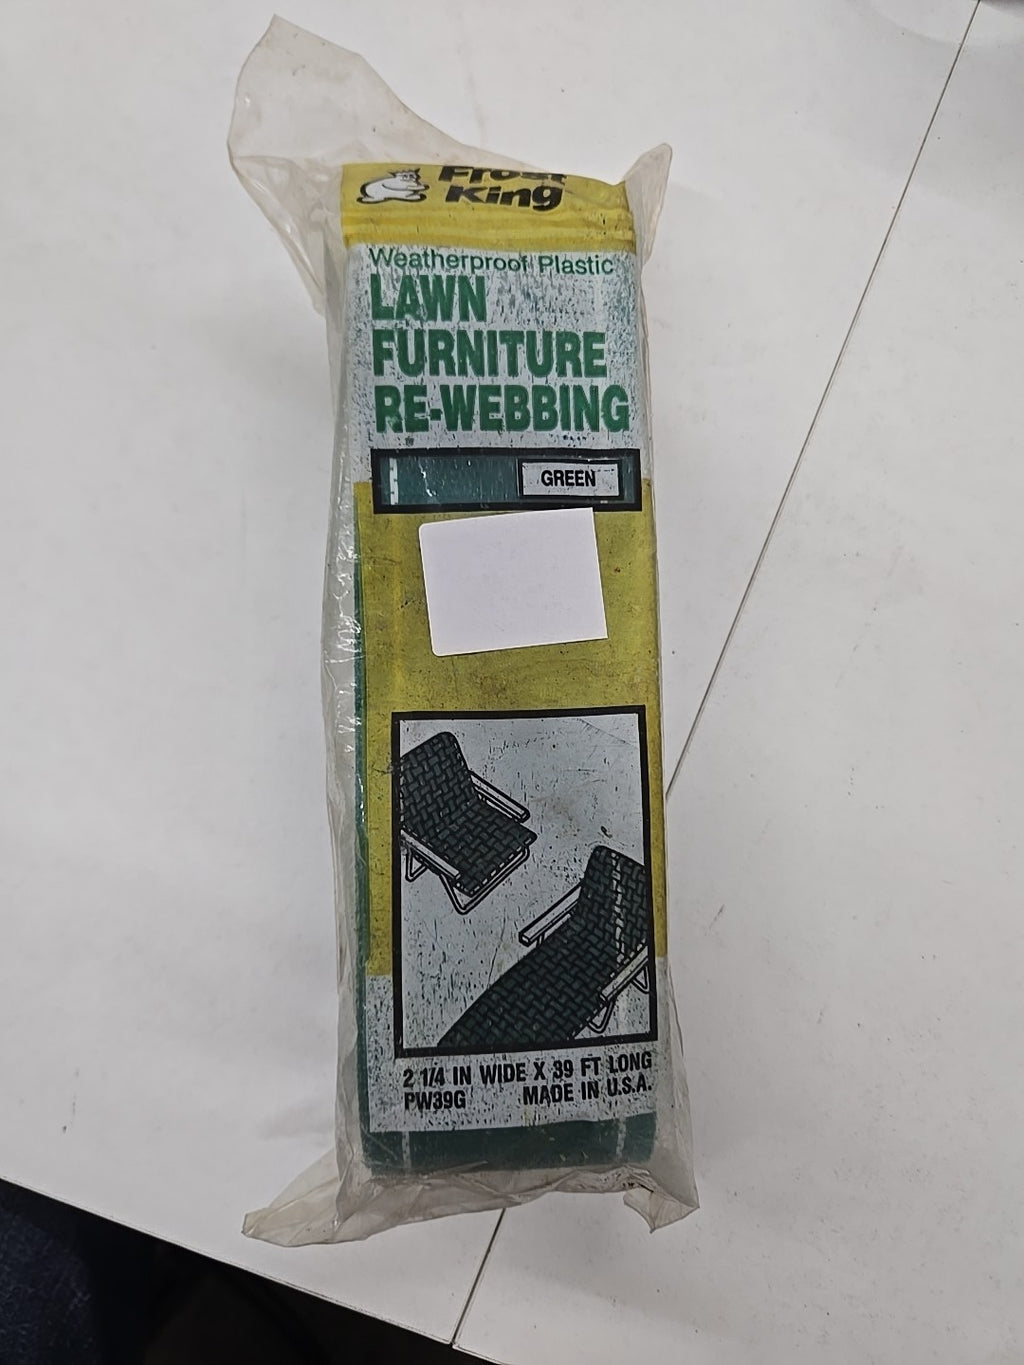 Frost
King
Weatherproof Plastic
LAWN
FURNITURE
RE-WEBBING
GREEN
2 1/4 IN WIDE X 39 FT LONG
PW39G MADE IN U.S.A.